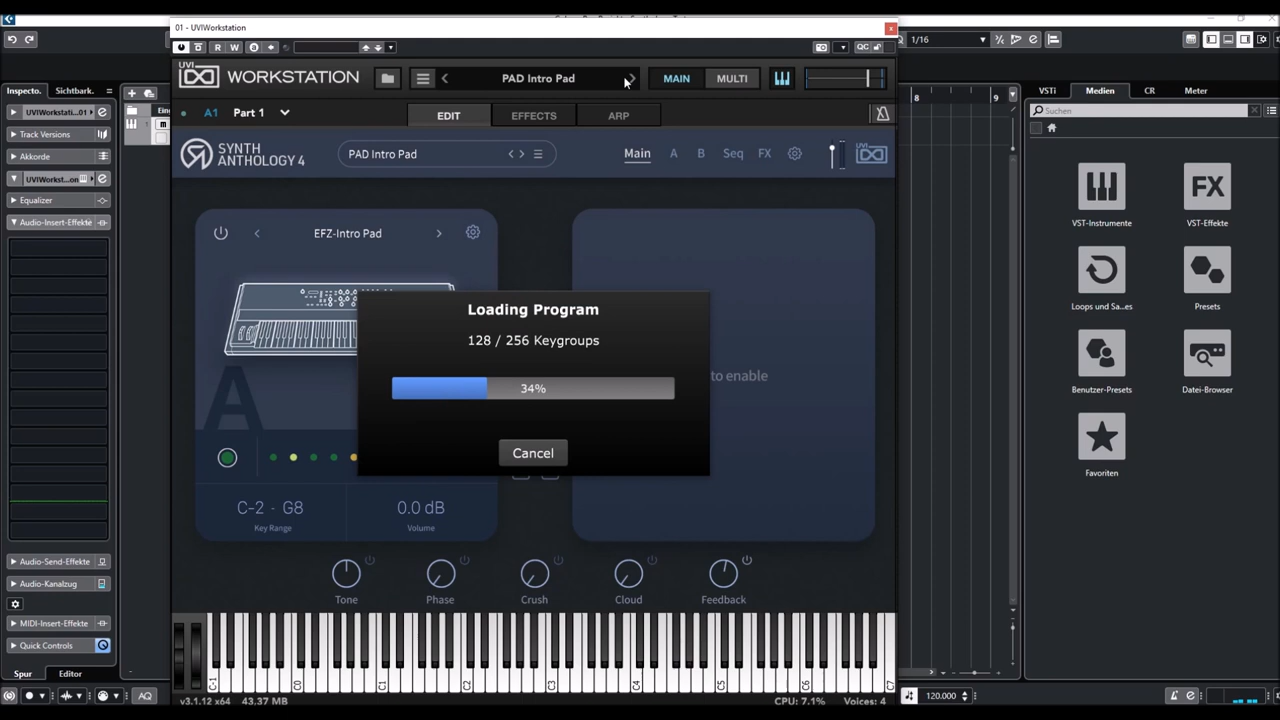 01 - UVIWorkstation
R W
QC
1/16
UVI WORKSTATION
PAD Intro Pad
MAIN MULTI
Inspecto. Sichtbark.
8 9
VSTi Medien CR Meter
Suchen
UVIWorkstati...01
Track Versions
Akkorde
UVIWorkst...on
Equalizer
Audio-Insert-Effekte
A1 Part 1
EDIT EFFECTS ARP
SYNTH
ANTHOLOGY 4
PAD Intro Pad
Main A B Seq FX
UVI
EFZ-Intro Pad
VST-Instrumente
FX
VST-Effekte
Loops und Sa...es
Presets
Benutzer-Presets
Datei-Browser
Favoriten
Loading Program
128 / 256 Keygroups
34%
Cancel
to enable
A
C-2 - G8
Key Range
0.0 dB
Volume
Tone Phase Crush Cloud Feedback
Audio-Send-Effekte
Audio-Kanalzug
MIDI-Insert-Effekte
Quick Controls
Spur Editor
C-1 C0 C1 C2 C3 C4 C5 C6 C7
AQ
v3.1.12 x64 43.37 MB
CPU: 7.1% Voices: 4
120.000